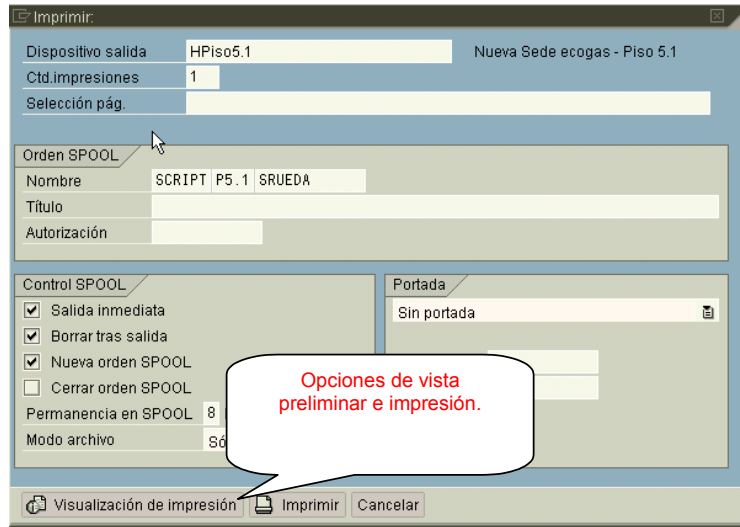 Imprimir:
Dispositivo salida HPiso5.1 Nueva Sede ecogas - Piso 5.1
Ctd.impresiones 1
Selección pág.
Orden SPOOL
Nombre SCRIPT P5.1 SRUEDA
Título
Autorización
Control SPOOL
Salida inmediata
Borrar tras salida
Nueva orden SPOOL
Cerrar orden SPOOL
Permanencia en SPOOL 8
Modo archivo
Portada
Sin portada
Opciones de vista
preliminar e impresión.
Visualización de impresión Imprimir Cancelar